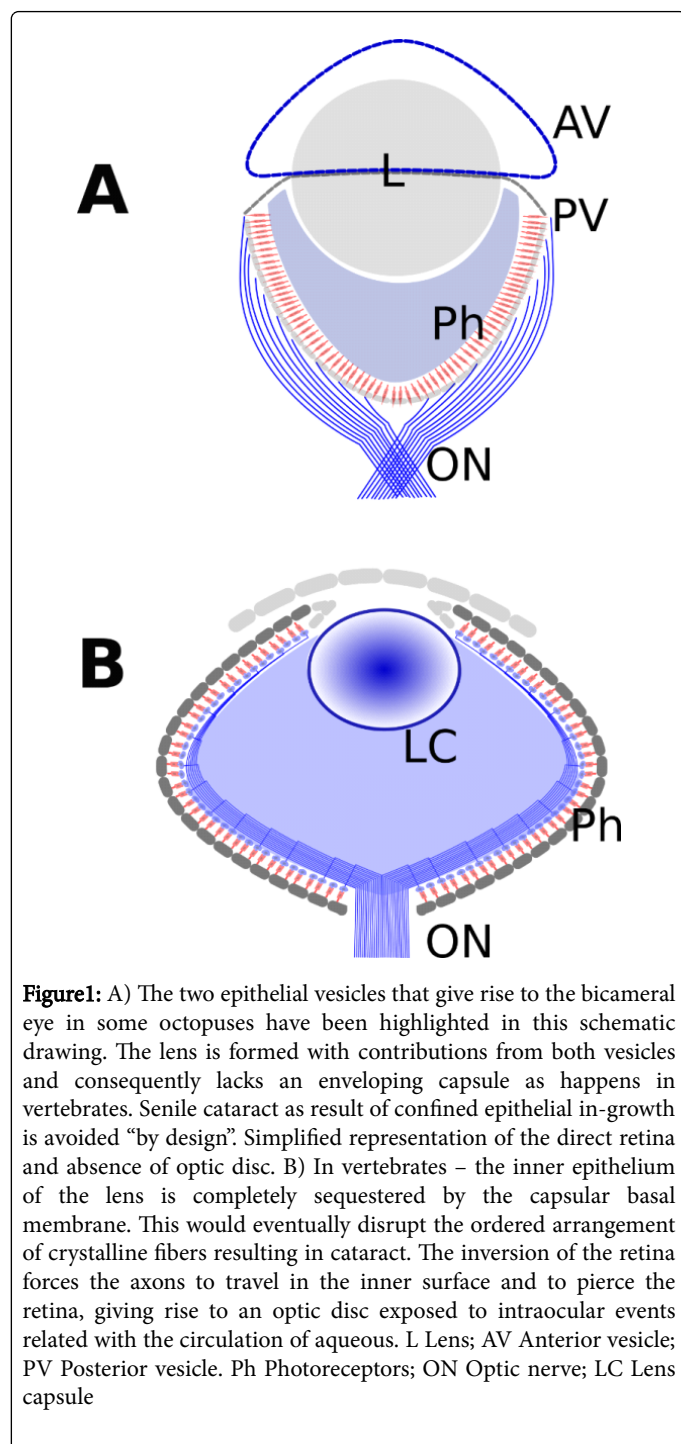 A
AV
L
PV
Ph
ON
B
LC
Ph
ON
Figure1: A) The two epithelial vesicles that give rise to the bicameral
eye in some octopuses have been highlighted in this schematic
drawing. The lens is formed with contributions from both vesicles
and consequently lacks an enveloping capsule as happens in
vertebrates. Senile cataract as result of confined epithelial in-growth
is avoided “by design”. Simplified representation of the direct retina
and absence of optic disc. B) In vertebrates – the inner epithelium
of the lens is completely sequestered by the capsular basal
membrane. This would eventually disrupt the ordered arrangement
of crystalline fibers resulting in cataract. The inversion of the retina
forces the axons to travel in the inner surface and to pierce the
retina, giving rise to an optic disc exposed to intraocular events
related with the circulation of aqueous. L Lens; AV Anterior vesicle;
PV Posterior vesicle. Ph Photoreceptors; ON Optic nerve; LC Lens
capsule